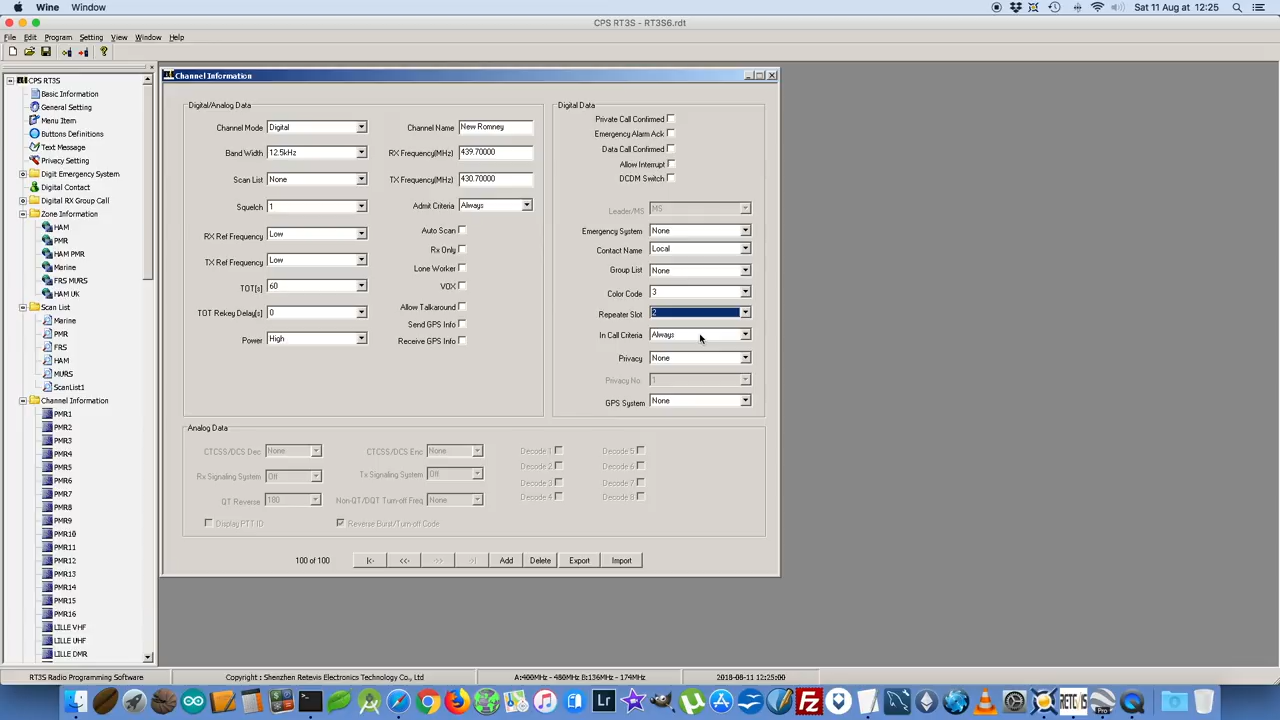 Wine Window
Sat 11 Aug at 12:25
CPS RT3S - RT3S6.rdt
File Edit Program Setting View Window Help
CPS RT3S
Basic Information
General Setting
Menu Item
Buttons Definitions
Text Message
Privacy Setting
Digit Emergency System
Digital Contact
Digital RX Group Call
Zone Information
HAM
PMR
HAM PMR
Marine
FRS MURS
HAM UK
Scan List
Marine
PMR
FRS
HAM
MURS
ScanList1
Channel Information
PMR1
PMR2
PMR3
PMR4
PMR5
PMR6
PMR7
PMR8
PMR9
PMR10
PMR11
PMR12
PMR13
PMR14
PMR15
PMR16
LILLE VHF
LILLE UHF
LILLE DMR
Channel Information
Digital/Analog Data
Channel Mode Digital
Band Width 12.5kHz
Scan List None
Squelch 1
RX Ref Frequency Low
TX Ref Frequency Low
TOT[s] 60
TOT Rekey Delay[s] 0
Power High
Channel Name New Romney
RX Frequency(MHz) 439.70000
TX Frequency(MHz) 430.70000
Admit Criteria Always
Auto Scan
Rx Only
Lone Worker
VOX
Allow Talkaround
Send GPS Info
Receive GPS Info
Digital Data
Private Call Confirmed
Emergency Alarm Ack
Data Call Confirmed
Allow Interrupt
DCDM Switch
Leader/MS MS
Emergency System None
Contact Name Local
Group List None
Color Code 3
Repeater Slot 2
In Call Criteria Always
Privacy None
Privacy No. 1
GPS System None
Analog Data
CTCSS/DCS Dec None
Rx Signaling System Off
QT Reverse 180
Display PTT ID
CTCSS/DCS Enc None
Tx Signaling System Off
Non-QT/DQT Turn-off Freq None
Reverse Burst/Turn-off Code
Decode 1
Decode 2
Decode 3
Decode 4
Decode 5
Decode 6
Decode 7
Decode 8
100 of 100
Add Delete Export Import
RT3S Radio Programming Software
Copyright : Shenzhen Retevis Electronics Technology Co., Ltd
A:400MHz - 480MHz B:136MHz - 174MHz
2018-08-11 12:25:00
Lr
Fz
RETEVIS
Pro